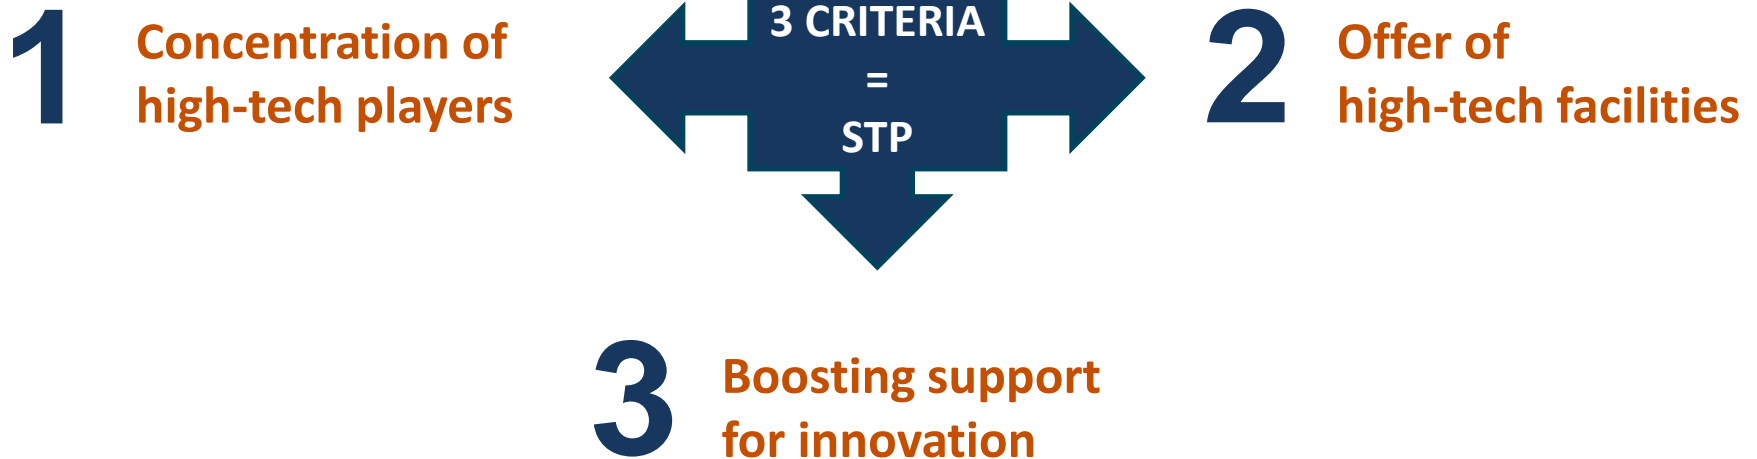 1
Concentration of
high-tech players
3 CRITERIA
=
STP
2
Offer of
high-tech facilities
3
Boosting support
for innovation